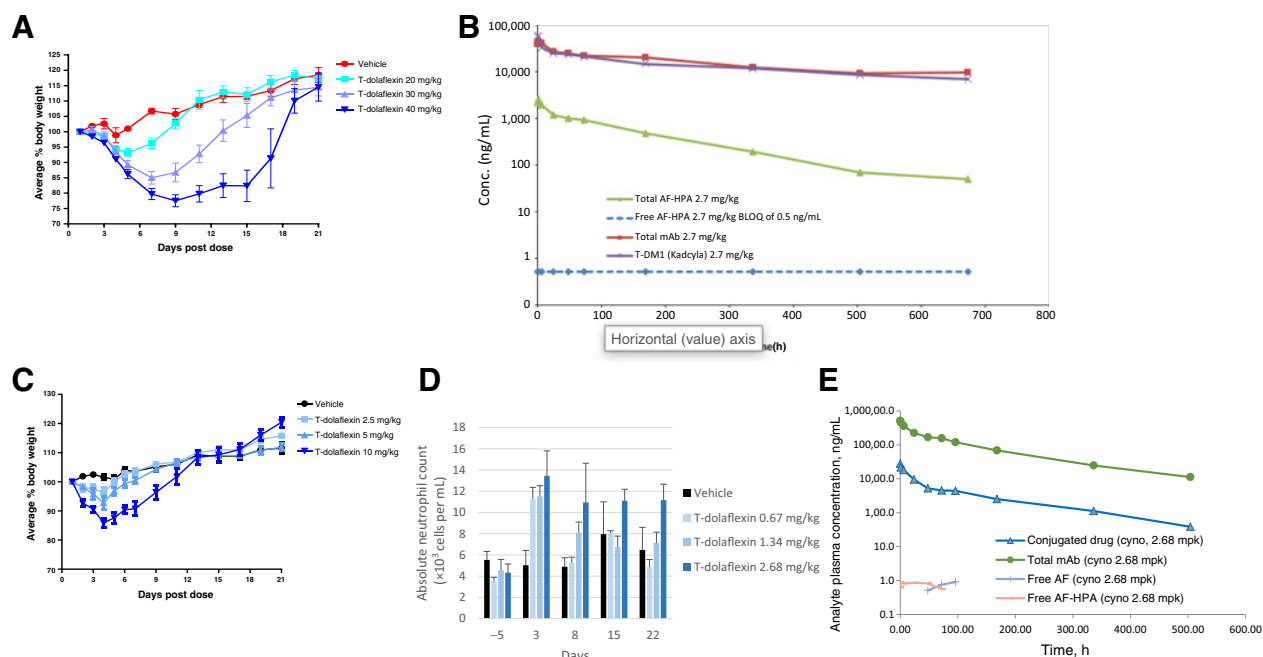 A
125
120
115
110
105
100
95
90
85
80
75
70
0
3
6
9
12
15
18
21
Average % body weight
Days post dose
Vehicle
T-dolaflexin 20 mg/kg
T-dolaflexin 30 mg/kg
T-dolaflexin 40 mg/kg
B
100,000
10,000
1,000
100
10
1
0
0
100
200
300
400
500
600
700
800
Conc. (ng/mL)
Total AF-HPA 2.7 mg/kg
Free AF-HPA 2.7 mg/kg BLOQ of 0.5 ng/mL
Total mAb 2.7 mg/kg
T-DM1 (Kadcyla) 2.7 mg/kg
Horizontal (value) axis
me(h)
C
130
120
110
100
90
80
70
0
3
6
9
12
15
18
21
Average % body weight
Days post dose
Vehicle
T-dolaflexin 2.5 mg/kg
T-dolaflexin 5 mg/kg
T-dolaflexin 10 mg/kg
D
18
16
14
12
10
8
6
4
2
0
–5
3
8
15
22
Absolute neutrophil count
(×10³ cells per mL)
Days
Vehicle
T-dolaflexin 0.67 mg/kg
T-dolaflexin 1.34 mg/kg
T-dolaflexin 2.68 mg/kg
E
1,000,00.0
100,00.0
10,00.0
1,00.0
10.0
1.0
0.1
0.00
100.00
200.00
300.00
400.00
500.00
600.00
Analyte plasma concentration, ng/mL
Time, h
Conjugated drug (cyno, 2.68 mpk)
Total mAb (cyno 2.68 mpk)
Free AF (cyno 2.68 mpk)
Free AF-HPA (cyno 2.68 mpk)